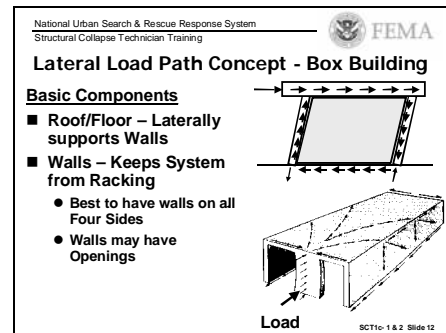 National Urban Search & Rescue Response System
Structural Collapse Technician Training
FEMA
Lateral Load Path Concept - Box Building
Basic Components
■ Roof/Floor – Laterally
supports Walls
■ Walls – Keeps System
from Racking
● Best to have walls on all
Four Sides
● Walls may have
Openings
Load
SCT1c- 1 & 2 Slide 12